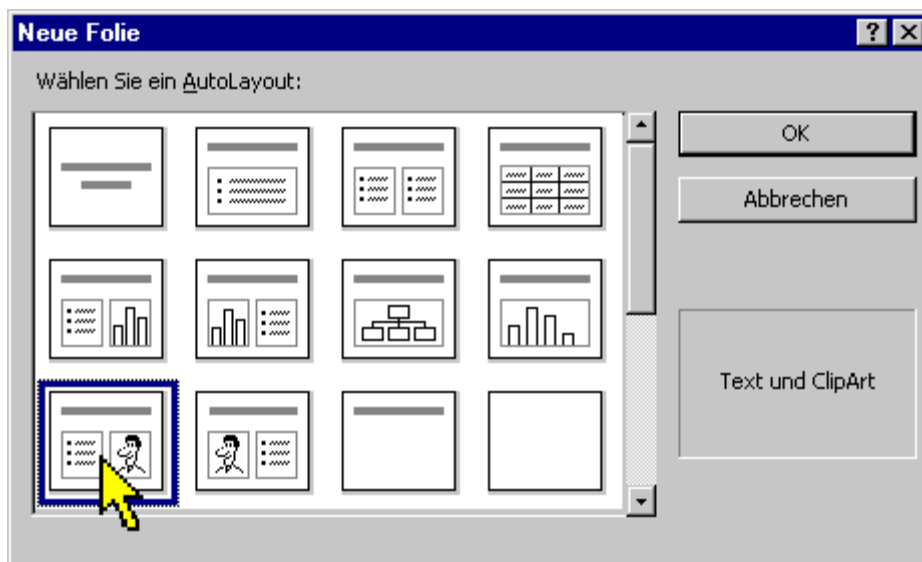 Neue Folie
Wählen Sie ein AutoLayout:
OK
Abbrechen
Text und ClipArt